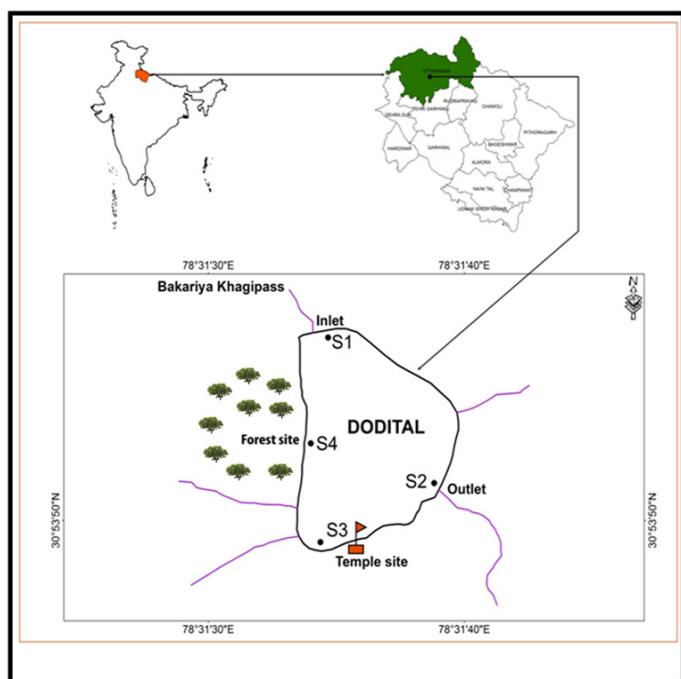 UTTARKASHI
DEHRA DUN
TEHRI GARHWAL
RUDRAPRAYAG
CHAMOLI
PITHORAGARH
HARIDWAR
GARHWAL
BAGESHWAR
ALMORA
NAINI TAL
CHAMPAWAT
UDHAM SINGH NAGAR
78°31'30"E
78°31'40"E
N
Bakariya Khagipass
Inlet
S1
DODITAL
Forest site
S4
S2
Outlet
30°53'50"N
30°53'50"N
S3
Temple site
78°31'30"E
78°31'40"E